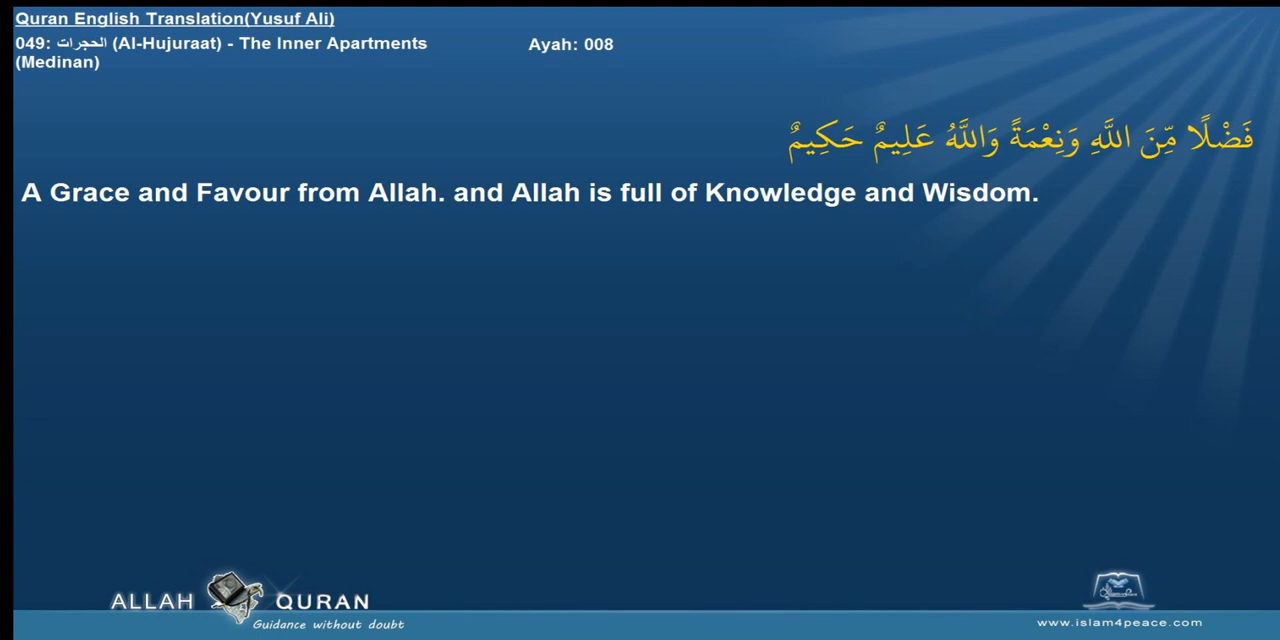 Quran English Translation(Yusuf Ali)
049: الحجرات (Al-Hujuraat) - The Inner Apartments
(Medinan)
Ayah: 008
فَضْلًا مِّنَ اللَّهِ وَنِعْمَةً وَاللَّهُ عَلِيمٌ حَكِيمٌ
A Grace and Favour from Allah. and Allah is full of Knowledge and Wisdom.
ALLAH QURAN
Guidance without doubt
www.islam4peace.com